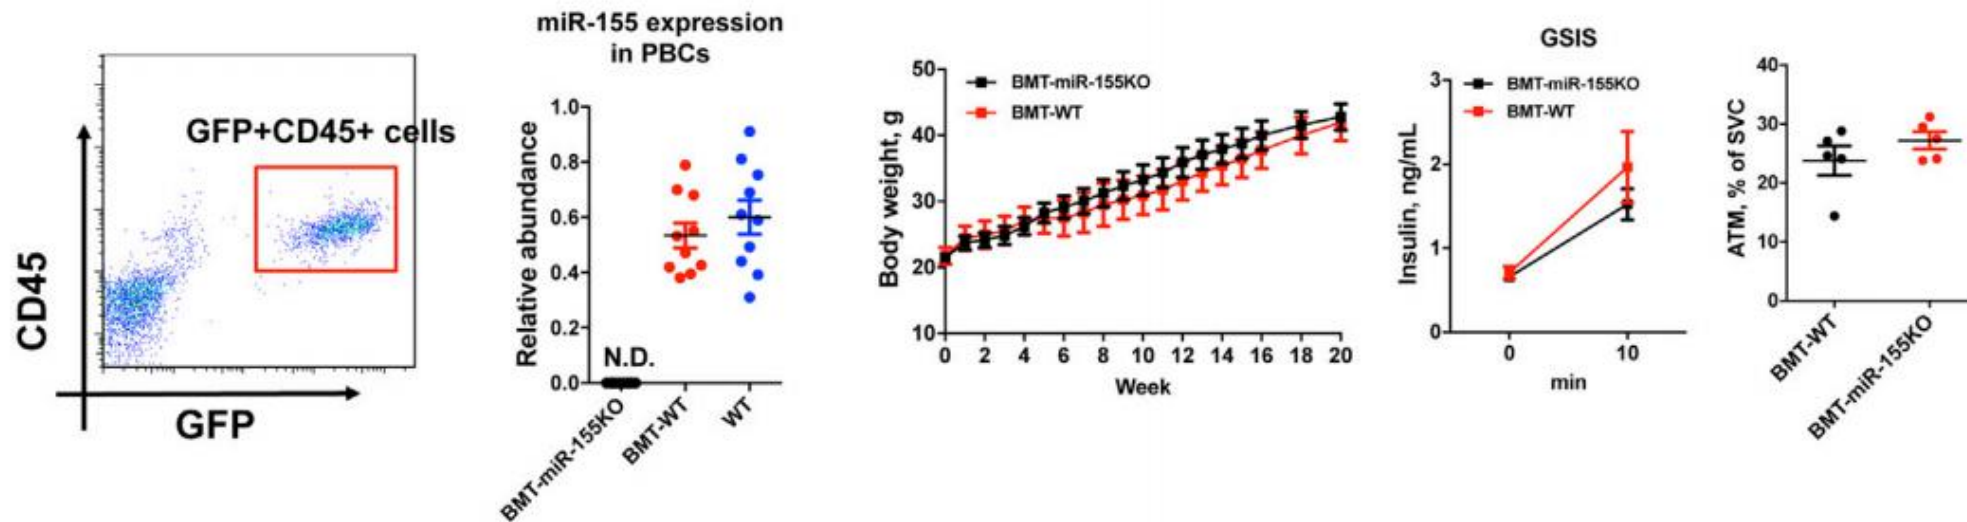 GFP+CD45+ cells
CD45
GFP
miR-155 expression
in PBCs
Relative abundance
1.0
0.8
0.6
0.4
0.2
0.0
N.D.
BMT-miR-155KO
BMT-WT
WT
Body weight, g
50
40
30
20
10
BMT-miR-155KO
BMT-WT
0 2 4 6 8 10 12 14 16 18 20
Week
GSIS
Insulin, ng/mL
3
2
1
0
BMT-miR-155KO
BMT-WT
0 10
min
ATM, % of SVC
40
30
20
10
0
BMT-WT
BMT-miR-155KO